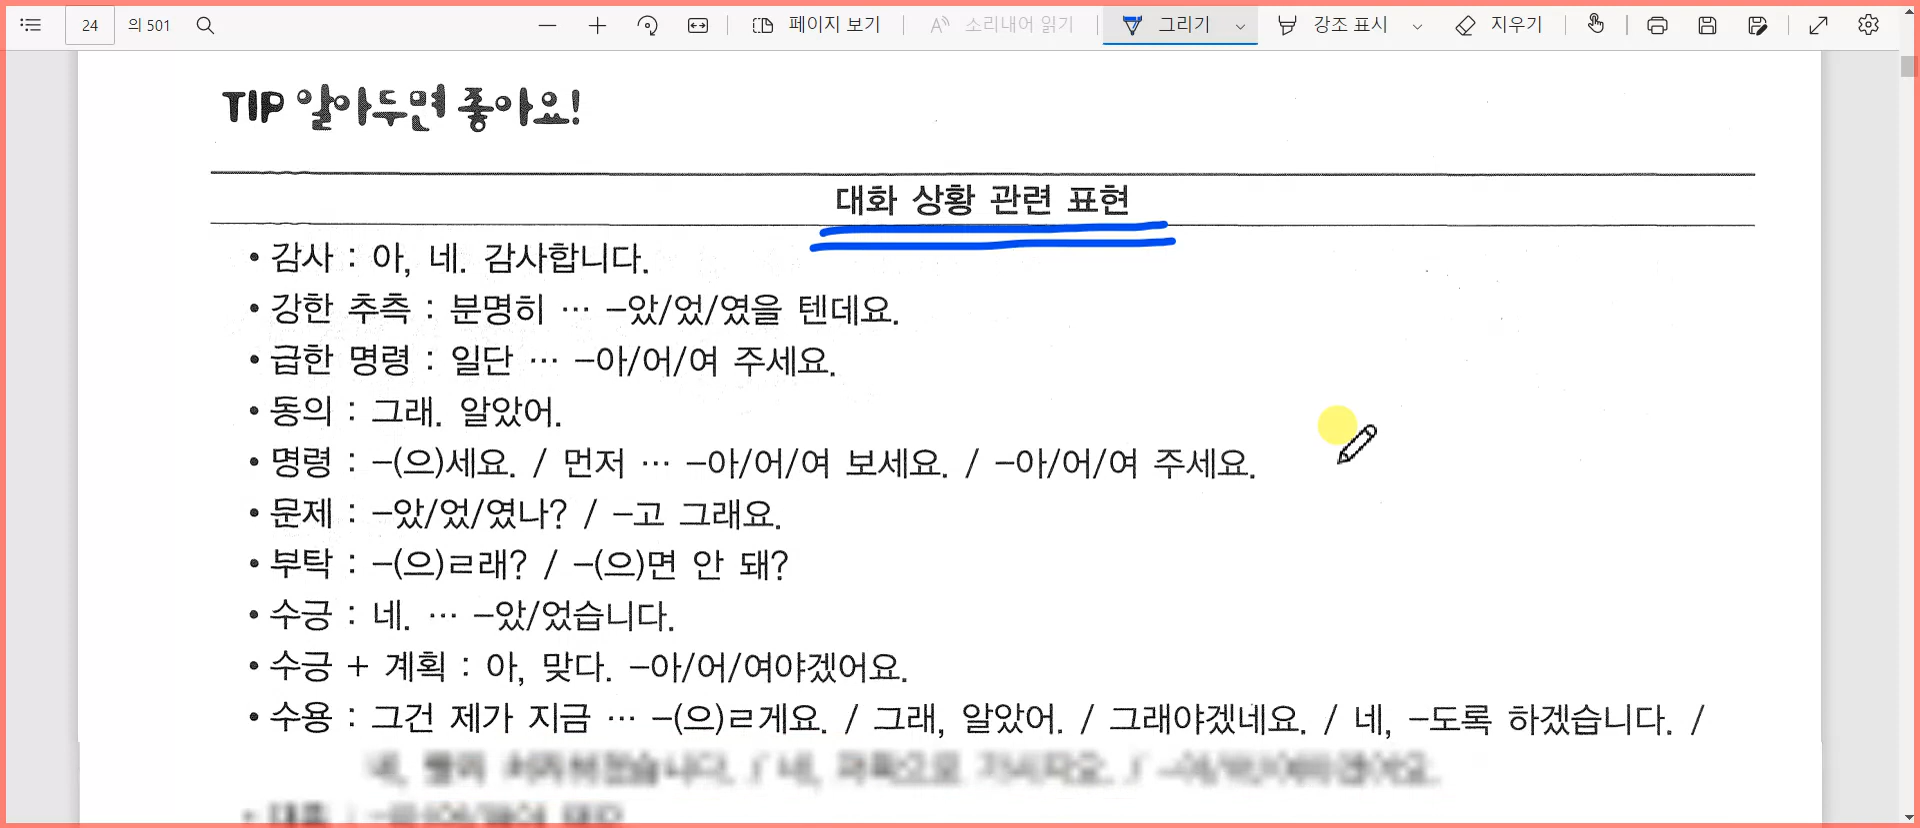 24 의 501 페이지 보기 소리내어 읽기 그리기 강조 표시 지우기
TIP 알아두면 좋아요!
대화 상황 관련 표현
• 감사 : 아, 네. 감사합니다.
• 강한 추측 : 분명히 … -았/었/였을 텐데요.
• 급한 명령 : 일단 … -아/어/여 주세요.
• 동의 : 그래. 알았어.
• 명령 : -(으)세요. / 먼저 … -아/어/여 보세요. / -아/어/여 주세요.
• 문제 : -았/었/였나? / -고 그래요.
• 부탁 : -(으)ㄹ래? / -(으)면 안 돼?
• 수긍 : 네. … -았/었습니다.
• 수긍 + 계획 : 아, 맞다. -아/어/여야겠어요.
• 수용 : 그건 제가 지금 … -(으)ㄹ게요. / 그래, 알았어. / 그래야겠네요. / 네, -도록 하겠습니다. /